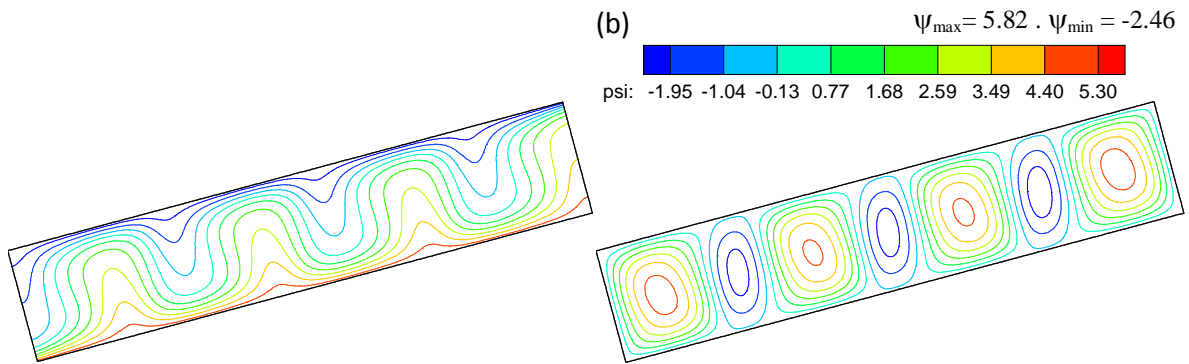 (b)
ψmax= 5.82 . ψmin = -2.46
psi: -1.95 -1.04 -0.13 0.77 1.68 2.59 3.49 4.40 5.30